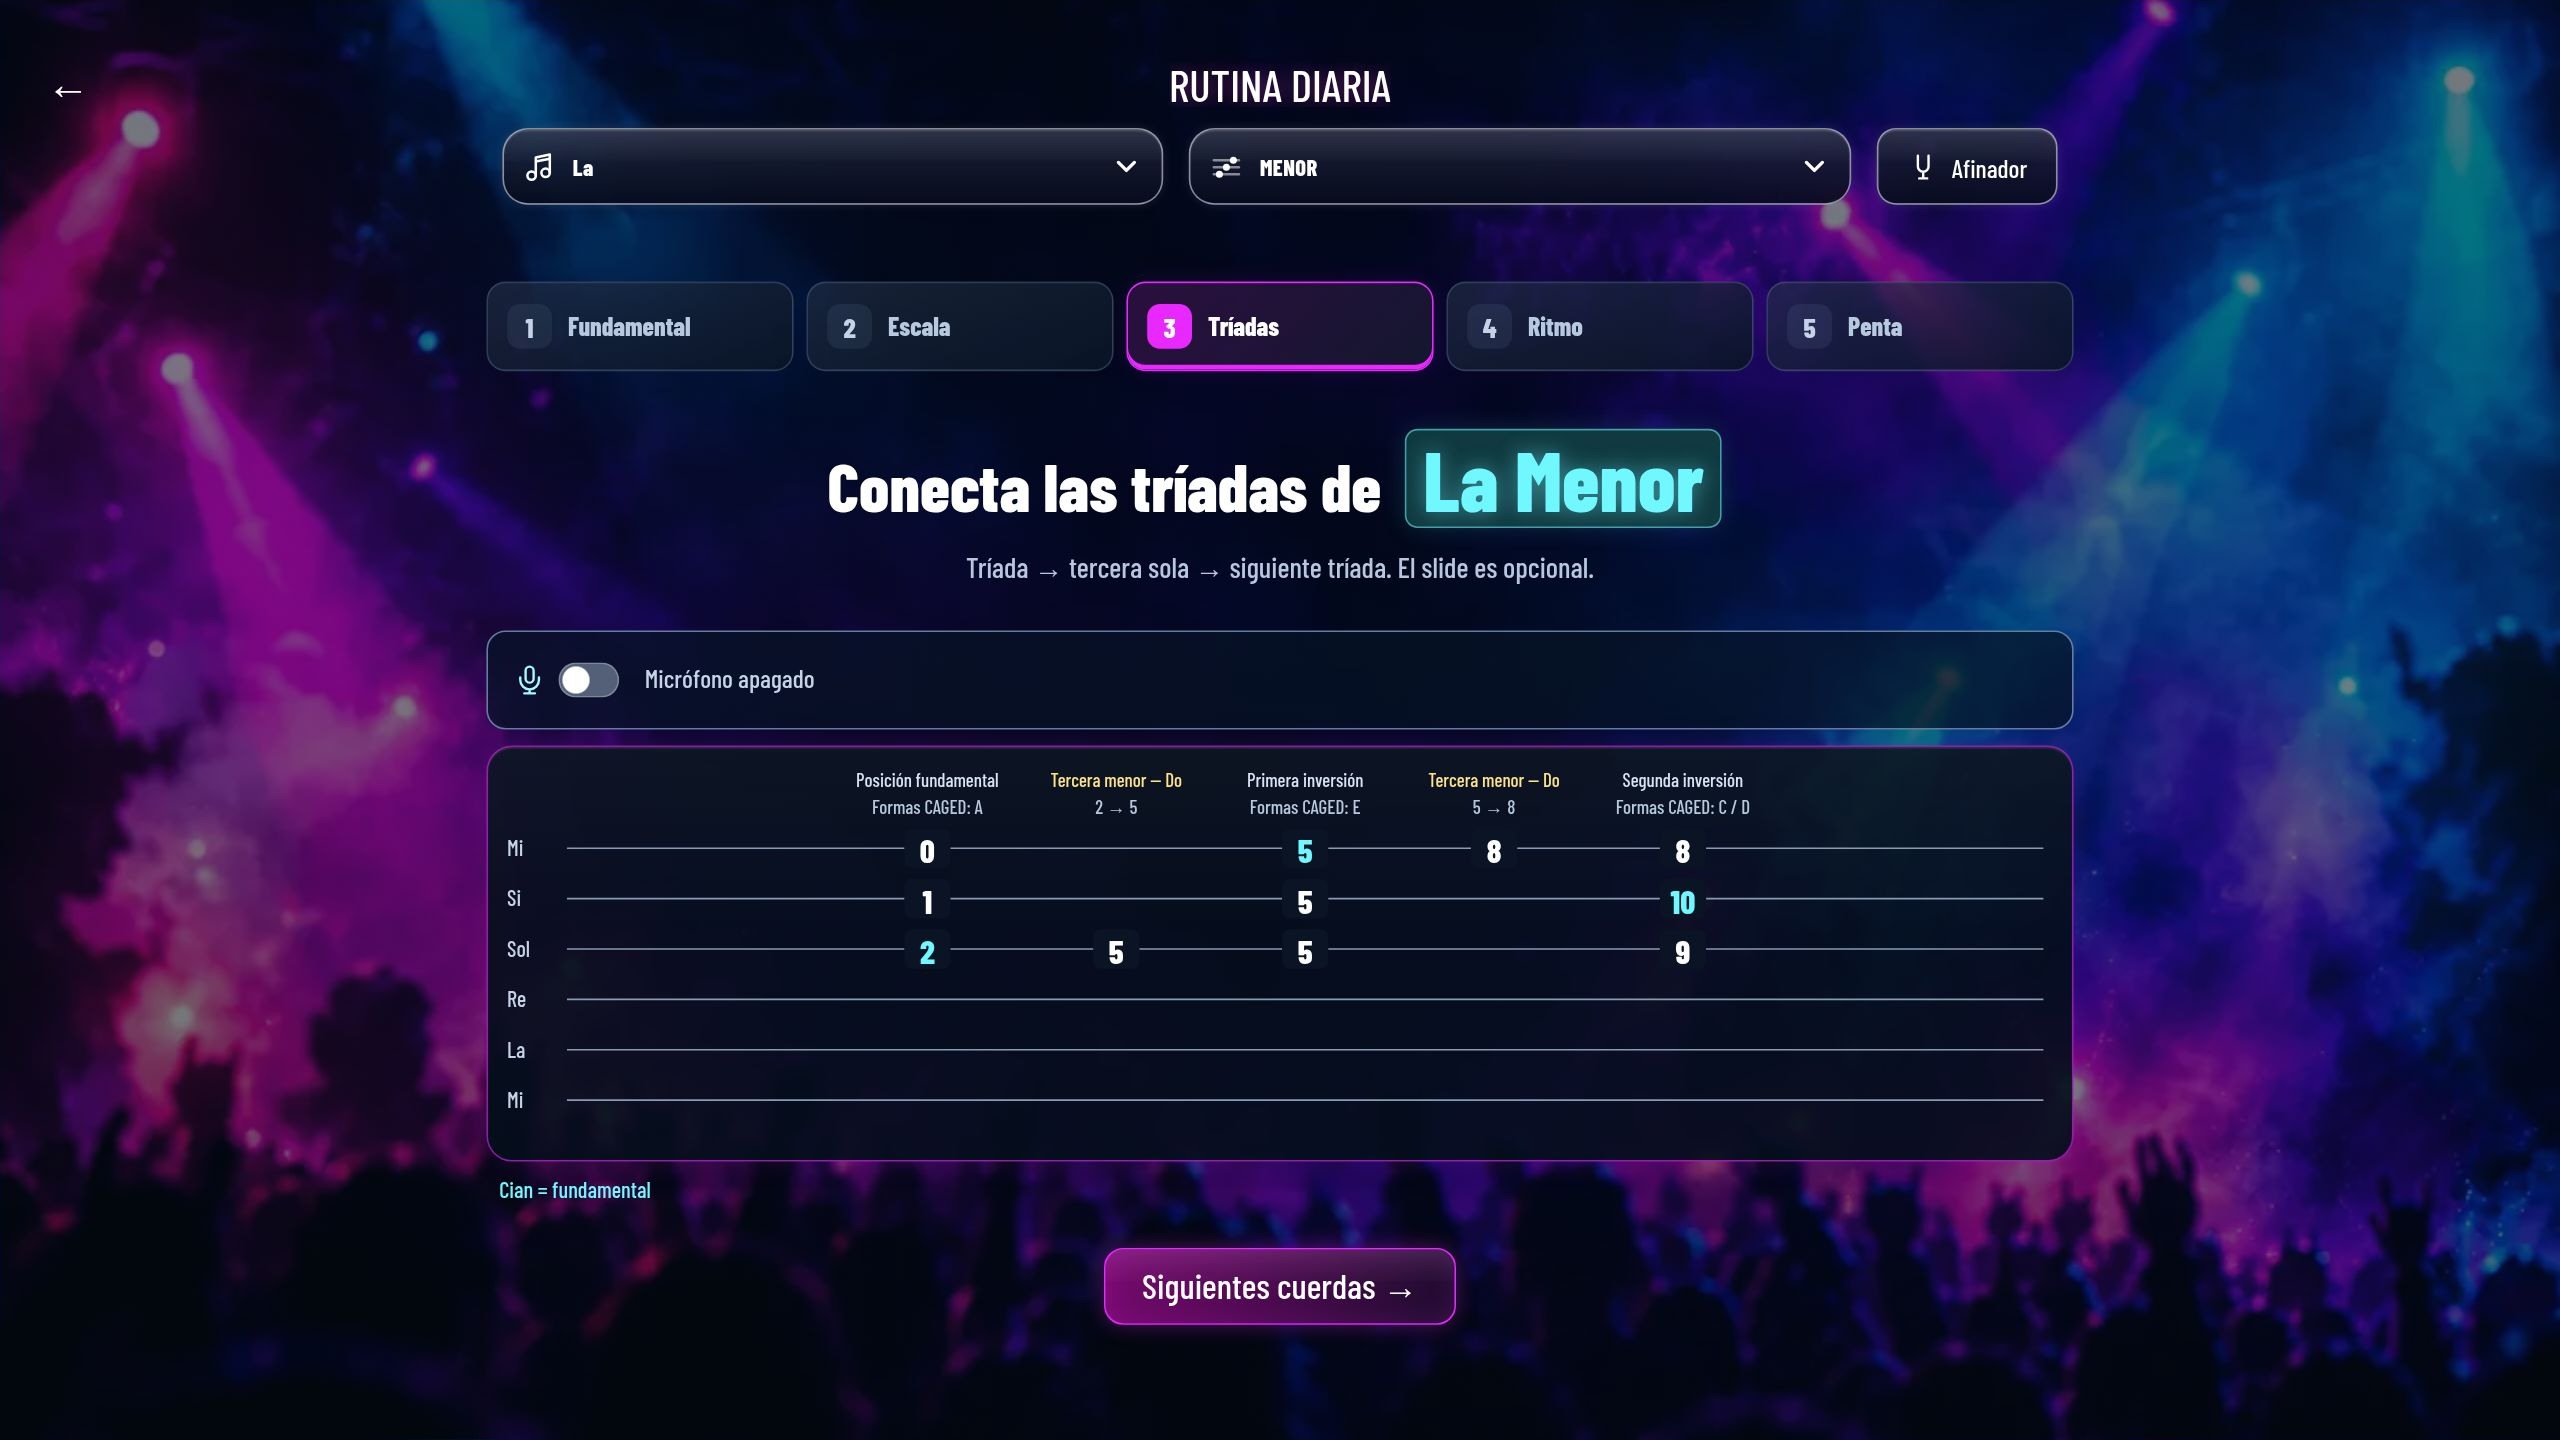 ←
RUTINA DIARIA
La
MENOR
Afinador
1 Fundamental
2 Escala
3 Tríadas
4 Ritmo
5 Penta
Conecta las tríadas de La Menor
Tríada → tercera sola → siguiente tríada. El slide es opcional.
Micrófono apagado
Posición fundamental Tercera menor – Do Primera inversión Tercera menor – Do Segunda inversión
Formas CAGED: A 2 → 5 Formas CAGED: E 5 → 8 Formas CAGED: C / D
Mi 0 5 8 8
Si 1 5 10
Sol 2 5 5 9
Re
La
Mi
Cian = fundamental
Siguientes cuerdas →